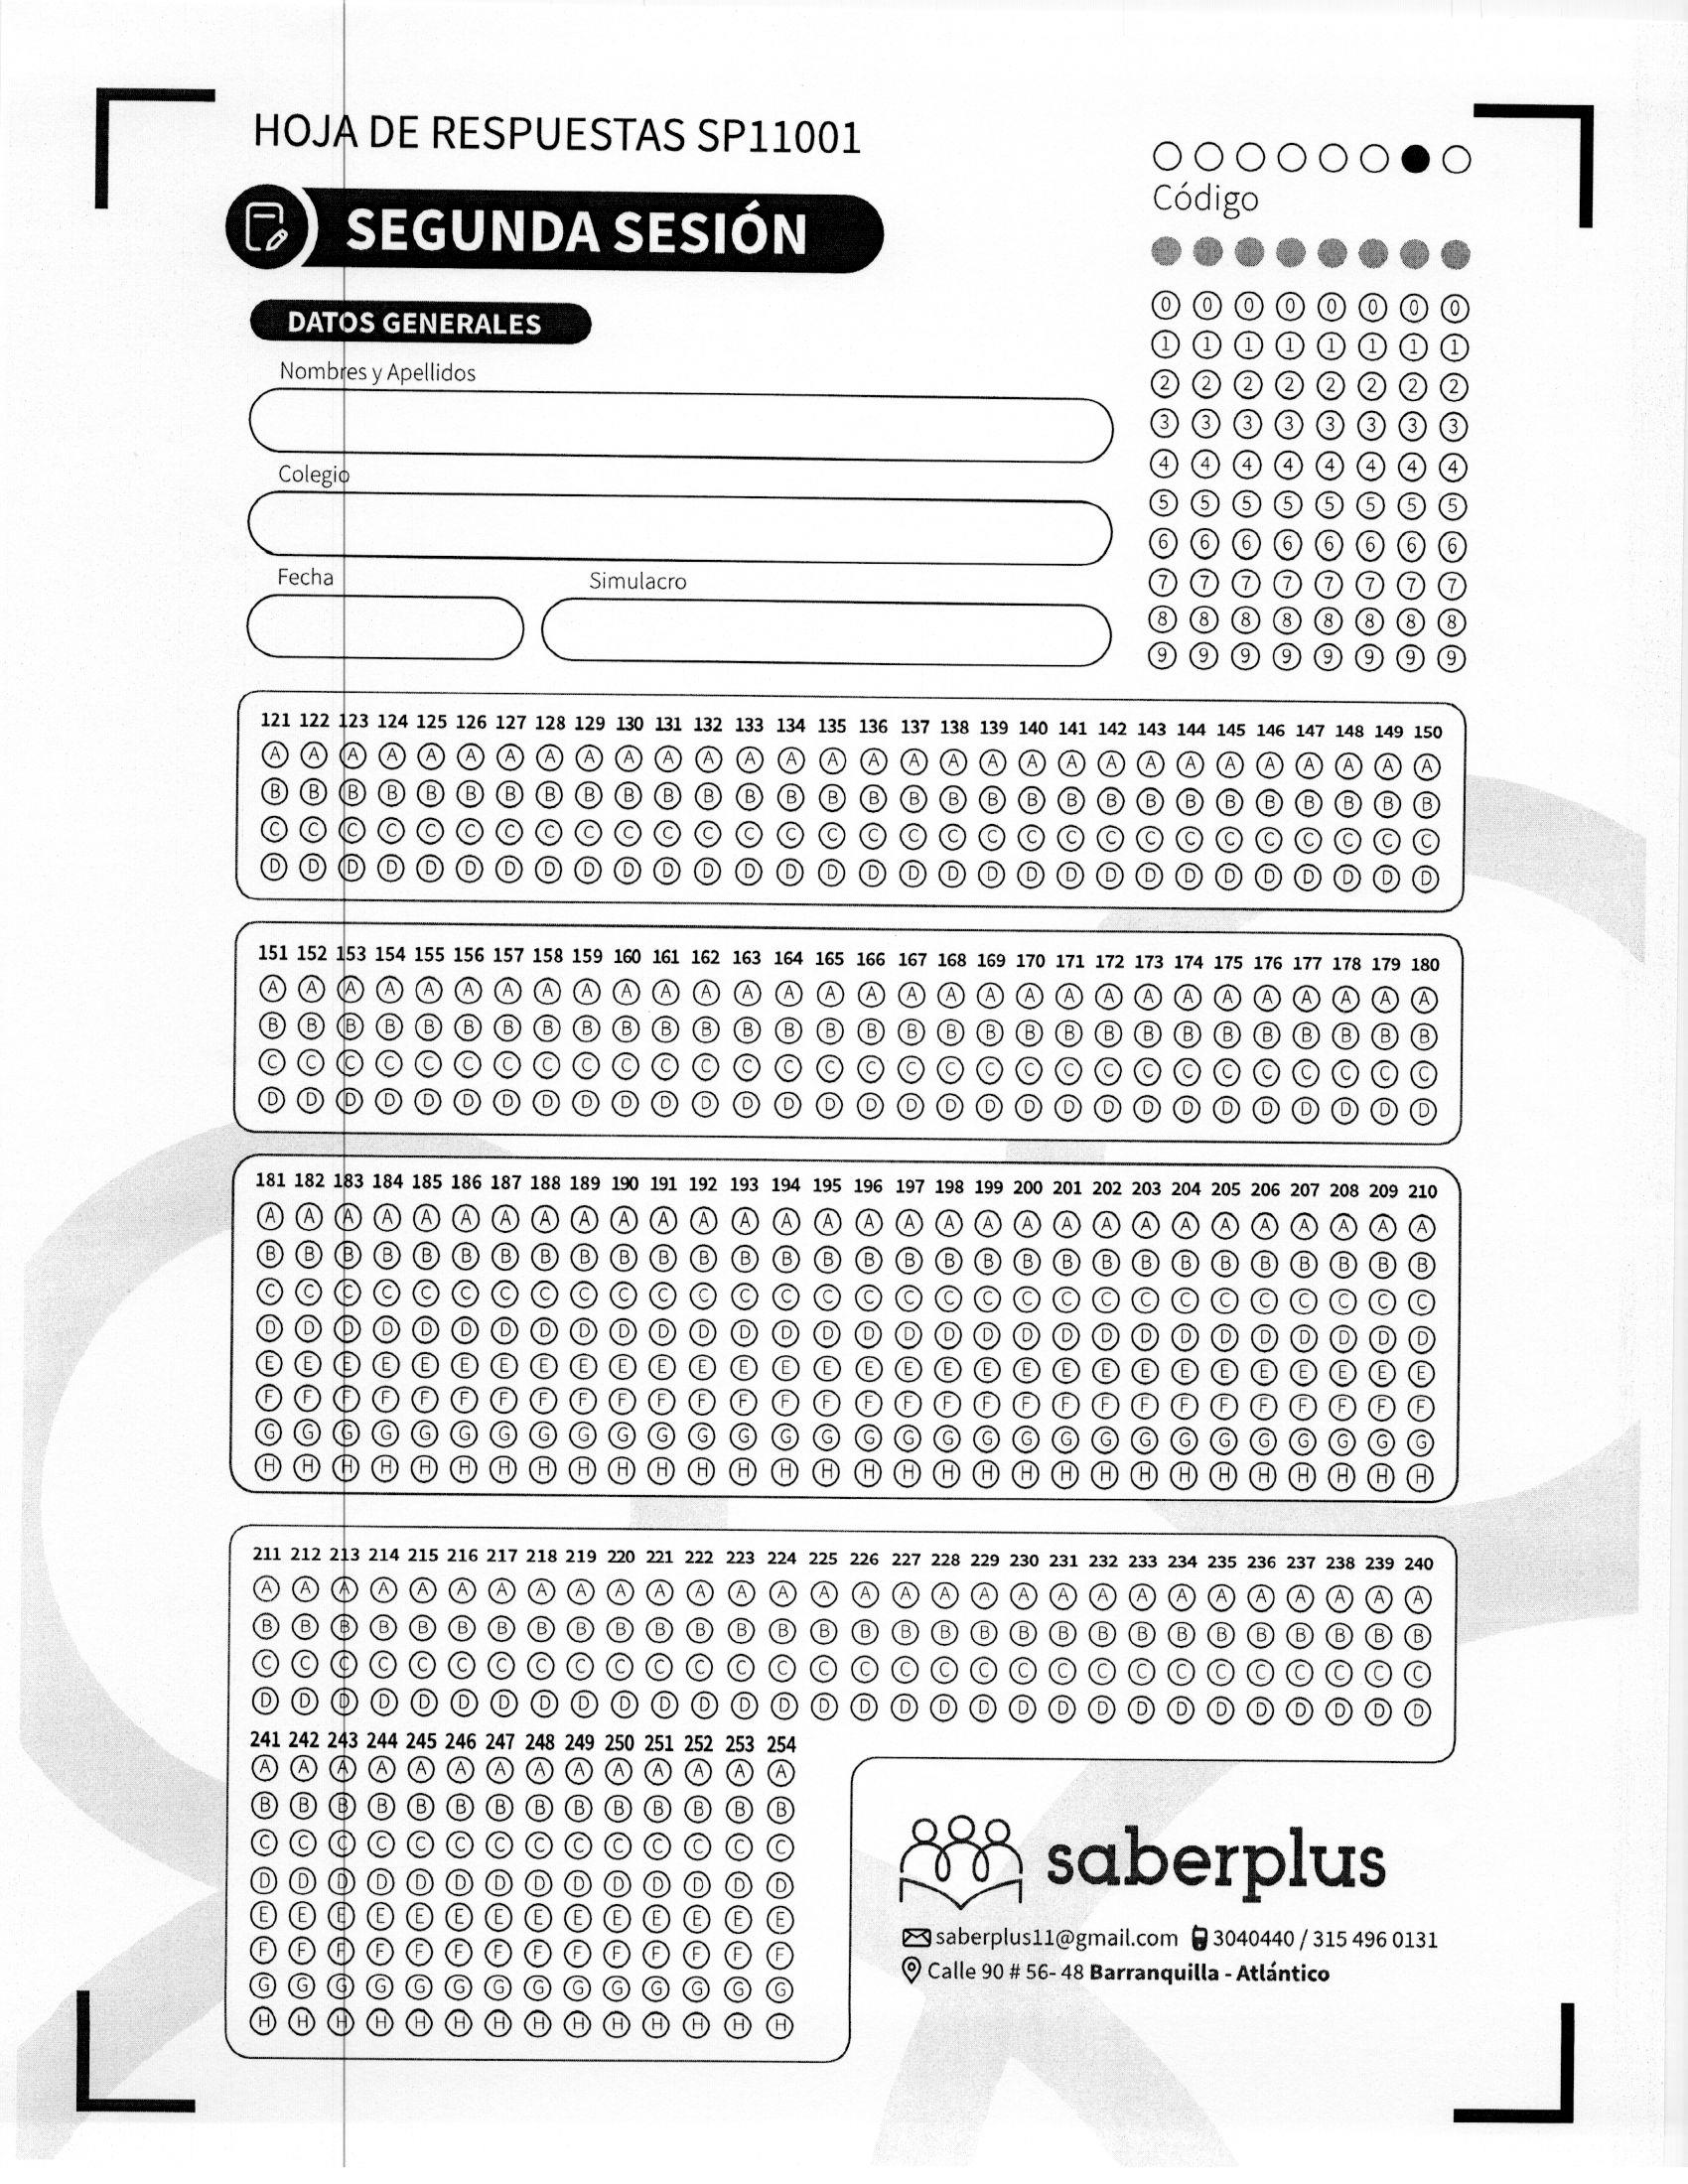 HOJA DE RESPUESTAS SP11001
SEGUNDA SESIÓN
Código
DATOS GENERALES
Nombres y Apellidos
Colegio
Fecha Simulacro
0 0 0 0 0 0 0 0
1 1 1 1 1 1 1 1
2 2 2 2 2 2 2 2
3 3 3 3 3 3 3 3
4 4 4 4 4 4 4 4
5 5 5 5 5 5 5 5
6 6 6 6 6 6 6 6
7 7 7 7 7 7 7 7
8 8 8 8 8 8 8 8
9 9 9 9 9 9 9 9
121 122 123 124 125 126 127 128 129 130 131 132 133 134 135 136 137 138 139 140 141 142 143 144 145 146 147 148 149 150
A A A A A A A A A A A A A A A A A A A A A A A A A A A A A A
B B B B B B B B B B B B B B B B B B B B B B B B B B B B B B
C C C C C C C C C C C C C C C C C C C C C C C C C C C C C C
D D D D D D D D D D D D D D D D D D D D D D D D D D D D D D
151 152 153 154 155 156 157 158 159 160 161 162 163 164 165 166 167 168 169 170 171 172 173 174 175 176 177 178 179 180
A A A A A A A A A A A A A A A A A A A A A A A A A A A A A A
B B B B B B B B B B B B B B B B B B B B B B B B B B B B B B
C C C C C C C C C C C C C C C C C C C C C C C C C C C C C C
D D D D D D D D D D D D D D D D D D D D D D D D D D D D D D
181 182 183 184 185 186 187 188 189 190 191 192 193 194 195 196 197 198 199 200 201 202 203 204 205 206 207 208 209 210
A A A A A A A A A A A A A A A A A A A A A A A A A A A A A A
B B B B B B B B B B B B B B B B B B B B B B B B B B B B B B
C C C C C C C C C C C C C C C C C C C C C C C C C C C C C C
D D D D D D D D D D D D D D D D D D D D D D D D D D D D D D
E E E E E E E E E E E E E E E E E E E E E E E E E E E E E E
F F F F F F F F F F F F F F F F F F F F F F F F F F F F F F
G G G G G G G G G G G G G G G G G G G G G G G G G G G G G G
H H H H H H H H H H H H H H H H H H H H H H H H H H H H H H
211 212 213 214 215 216 217 218 219 220 221 222 223 224 225 226 227 228 229 230 231 232 233 234 235 236 237 238 239 240
A A A A A A A A A A A A A A A A A A A A A A A A A A A A A A
B B B B B B B B B B B B B B B B B B B B B B B B B B B B B B
C C C C C C C C C C C C C C C C C C C C C C C C C C C C C C
D D D D D D D D D D D D D D D D D D D D D D D D D D D D D D
241 242 243 244 245 246 247 248 249 250 251 252 253 254
A A A A A A A A A A A A A A
B B B B B B B B B B B B B B
C C C C C C C C C C C C C C
D D D D D D D D D D D D D D
E E E E E E E E E E E E E E
F F F F F F F F F F F F F F
G G G G G G G G G G G G G G
H H H H H H H H H H H H H H
saberplus
saberplus11@gmail.com 3040440 / 315 496 0131
Calle 90 # 56- 48 Barranquilla - Atlántico